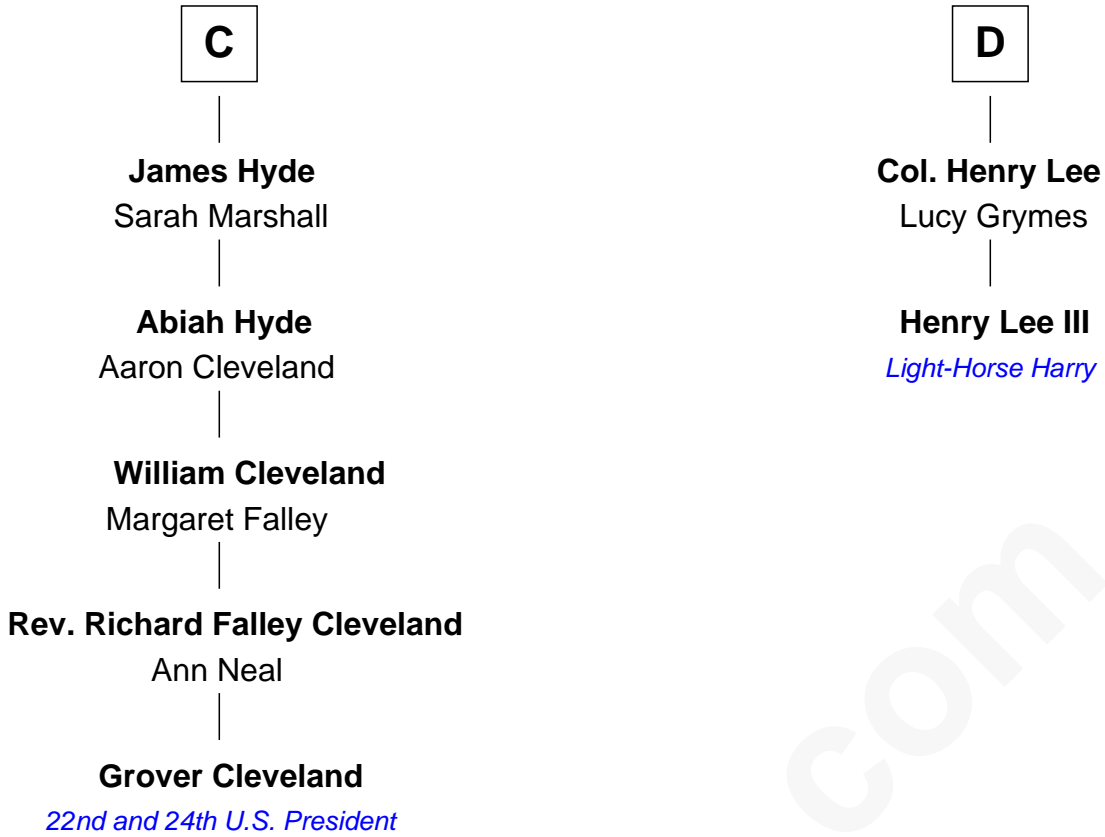 C
James Hyde
Sarah Marshall
Abiah Hyde
Aaron Cleveland
William Cleveland
Margaret Falley
Rev. Richard Falley Cleveland
Ann Neal
Grover Cleveland
22nd and 24th U.S. President
D
Col. Henry Lee
Lucy Grymes
Henry Lee III
Light-Horse Harry
com